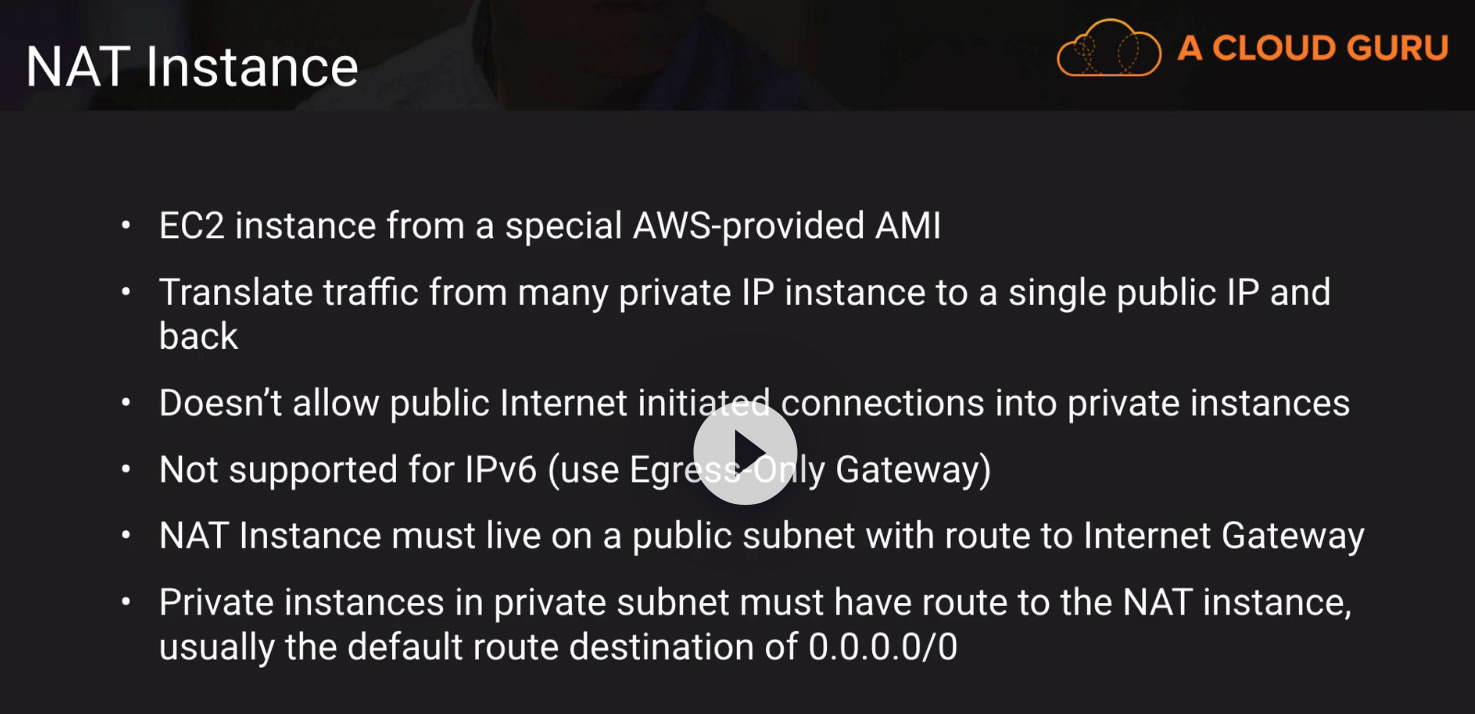 NAT Instance
A CLOUD GURU
• EC2 instance from a special AWS-provided AMI
• Translate traffic from many private IP instance to a single public IP and
back
• Doesn’t allow public Internet initiated connections into private instances
• Not supported for IPv6 (use Egress-Only Gateway)
• NAT Instance must live on a public subnet with route to Internet Gateway
• Private instances in private subnet must have route to the NAT instance,
usually the default route destination of 0.0.0.0/0